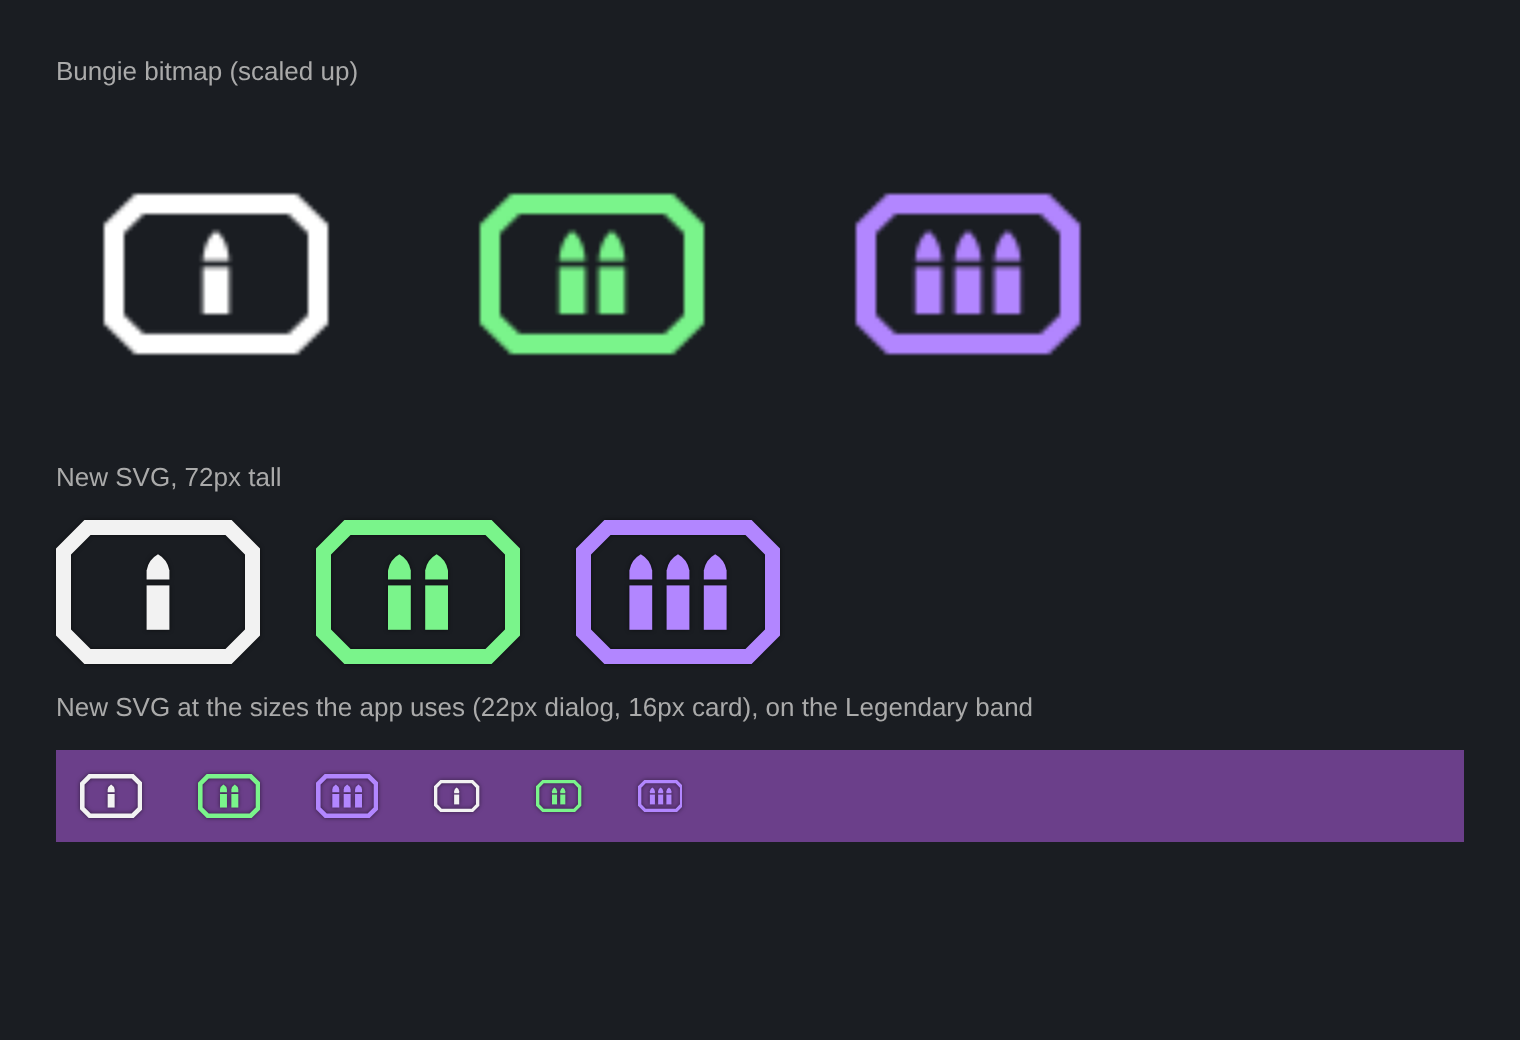 Bungie bitmap (scaled up)
New SVG, 72px tall
New SVG at the sizes the app uses (22px dialog, 16px card), on the Legendary band